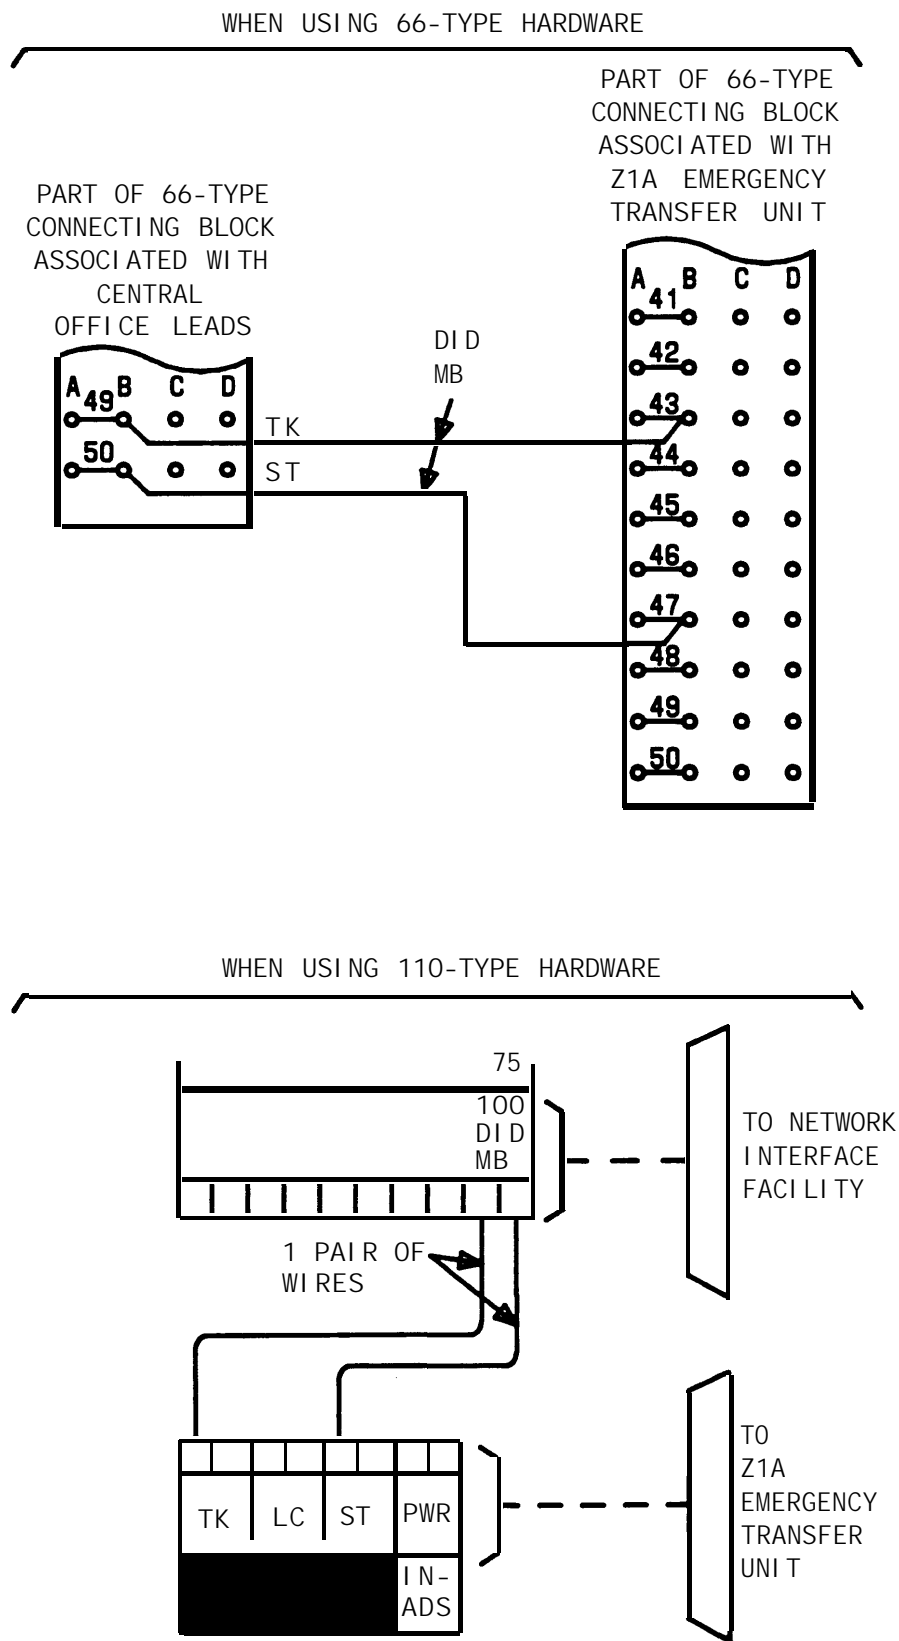 WHEN USING 66-TYPE HARDWARE
PART OF 66-TYPE
CONNECTING BLOCK
ASSOCIATED WITH
Z1A EMERGENCY
TRANSFER UNIT
PART OF 66-TYPE
CONNECTING BLOCK
ASSOCIATED WITH
CENTRAL
OFFICE LEADS
A B C D
49
50
TK
ST
DID
MB
A B C D
41
42
43
44
45
46
47
48
49
50
WHEN USING 110-TYPE HARDWARE
75
100
DID
MB
TO NETWORK
INTERFACE
FACILITY
1 PAIR OF
WIRES
TK LC ST PWR
IN-
ADS
TO
Z1A
EMERGENCY
TRANSFER
UNIT